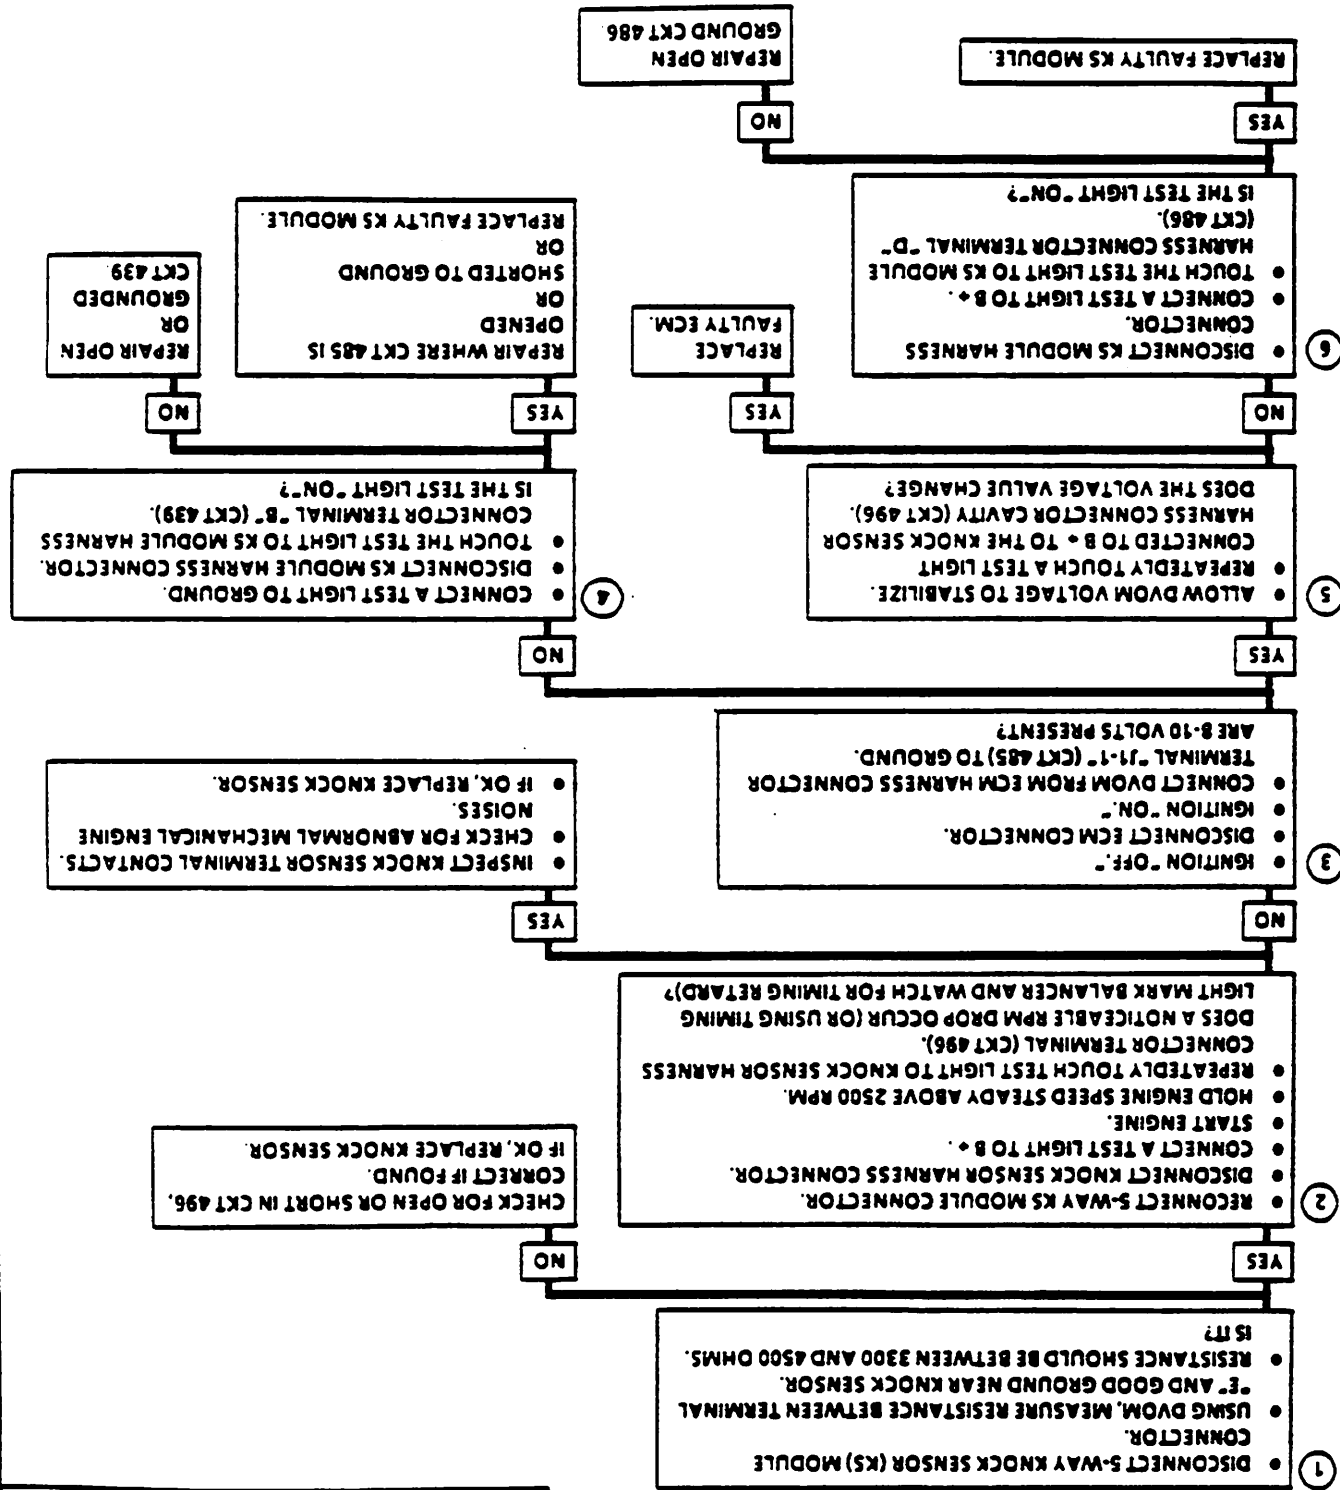 1
• DISCONNECT 5-WAY KNOCK SENSOR (KS) MODULE
CONNECTOR.
• USING DVOM, MEASURE RESISTANCE BETWEEN TERMINAL
"E" AND GOOD GROUND NEAR KNOCK SENSOR.
• RESISTANCE SHOULD BE BETWEEN 3300 AND 4500 OHMS.
IS IT?
YES
NO
2
• RECONNECT 5-WAY KS MODULE CONNECTOR.
• DISCONNECT KNOCK SENSOR HARNESS CONNECTOR.
• CONNECT A TEST LIGHT TO B+.
• START ENGINE.
• HOLD ENGINE SPEED STEADY ABOVE 2500 RPM.
• REPEATEDLY TOUCH TEST LIGHT TO KNOCK SENSOR HARNESS
CONNECTOR TERMINAL (CKT 496).
DOES A NOTICEABLE RPM DROP OCCUR (OR USING TIMING
LIGHT MARK BALANCER AND WATCH FOR TIMING RETARD)?
CHECK FOR OPEN OR SHORT IN CKT 496,
CORRECT IF FOUND.
IF OK, REPLACE KNOCK SENSOR.
NO
YES
3
• IGNITION "OFF."
• DISCONNECT ECM CONNECTOR.
• IGNITION "ON."
• CONNECT DVOM FROM ECM HARNESS CONNECTOR
TERMINAL "J1-1" (CKT 485) TO GROUND.
ARE 8-10 VOLTS PRESENT?
• INSPECT KNOCK SENSOR TERMINAL CONTACTS.
• CHECK FOR ABNORMAL MECHANICAL ENGINE
NOISES.
• IF OK, REPLACE KNOCK SENSOR.
YES
NO
5
• ALLOW DVOM VOLTAGE TO STABILIZE.
• REPEATEDLY TOUCH A TEST LIGHT
CONNECTED TO B+ TO THE KNOCK SENSOR
HARNESS CONNECTOR CAVITY (CKT 496).
DOES THE VOLTAGE VALUE CHANGE?
4
• CONNECT A TEST LIGHT TO GROUND.
• DISCONNECT KS MODULE HARNESS CONNECTOR.
• TOUCH THE TEST LIGHT TO KS MODULE HARNESS
CONNECTOR TERMINAL "B" (CKT 439).
IS THE TEST LIGHT "ON"?
NO
YES
YES
NO
6
• DISCONNECT KS MODULE HARNESS
CONNECTOR.
• CONNECT A TEST LIGHT TO B+.
• TOUCH THE TEST LIGHT TO KS MODULE
HARNESS CONNECTOR TERMINAL "D"
(CKT 486).
IS THE TEST LIGHT "ON"?
REPLACE
FAULTY ECM.
REPAIR WHERE CKT 485 IS
OPENED
OR
SHORTED TO GROUND
OR
REPLACE FAULTY KS MODULE.
REPAIR OPEN
OR
GROUNDED
CKT 439
YES
NO
REPLACE FAULTY KS MODULE.
REPAIR OPEN
GROUND CKT 486